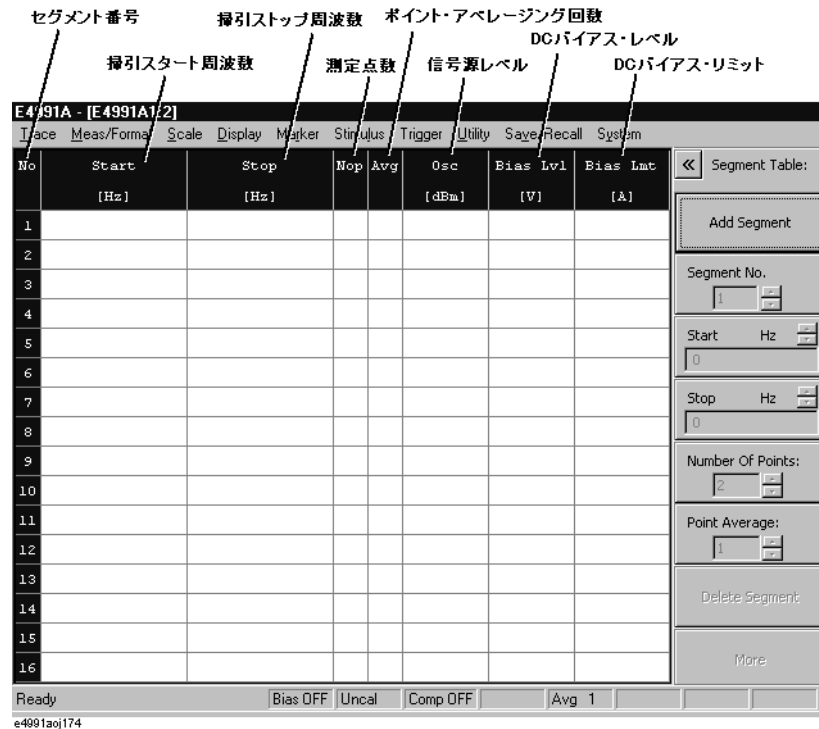 セグメント番号
掃引ストップ周波数
ポイント・アベレージング回数
DCバイアス・レベル
掃引スタート周波数
測定点数
信号源レベル
DCバイアス・リミット
E4991A - [E4991A1:2]
Trace Meas/Format Scale Display Marker Stimulus Trigger Utility Save/Recall System
No Start Stop Nop Avg Osc Bias Lvl Bias Lmt
[Hz] [Hz] [dBm] [V] [A]
1
2
3
4
5
6
7
8
9
10
11
12
13
14
15
16
« Segment Table:
Add Segment
Segment No.
1
Start Hz
0
Stop Hz
0
Number Of Points:
2
Point Average:
1
Delete Segment
More
Ready Bias OFF Uncal Comp OFF Avg 1
e4991aoj174